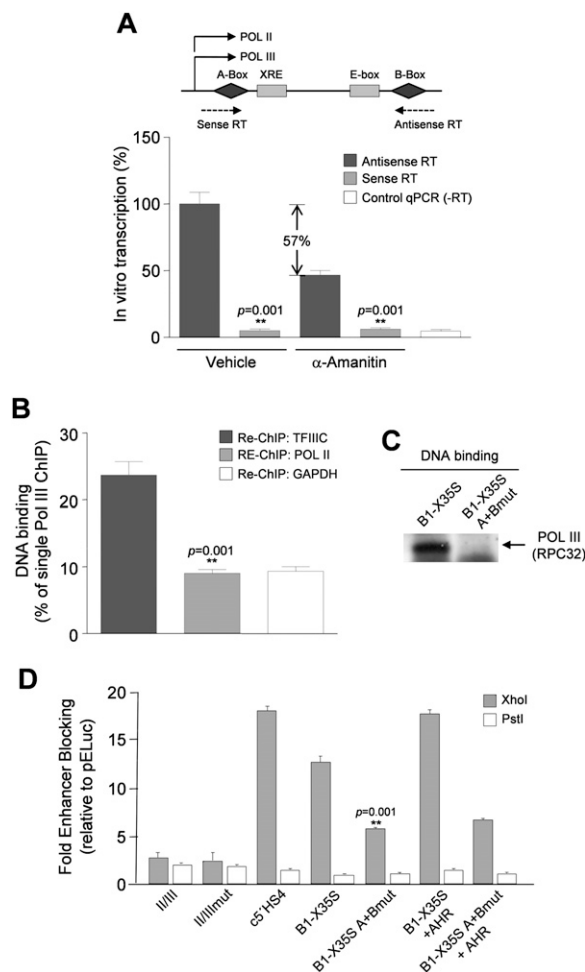 A
POL II
POL III
A-Box
XRE
E-box
B-Box
Sense RT
Antisense RT
In vitro transcription (%)
150
125
100
50
0
Antisense RT
Sense RT
Control qPCR (-RT)
57%
p=0.001
**
p=0.001
**
Vehicle
α-Amanitin
B
DNA binding
(% of single Pol III ChIP)
30
20
10
0
Re-ChIP: TFIIIC
RE-ChIP: POL II
Re-ChIP: GAPDH
p=0.001
**
C
DNA binding
B1-X35S
B1-X35S
A+Bmut
POL III
(RPC32)
D
Fold Enhancer Blocking
(relative to pELuc)
20
15
10
5
0
XhoI
PstI
p=0.001
**
II/III
II/IIImut
c5´HS4
B1-X35S
B1-X35S A+Bmut
B1-X35S
+AHR
B1-X35S A+Bmut
+ AHR